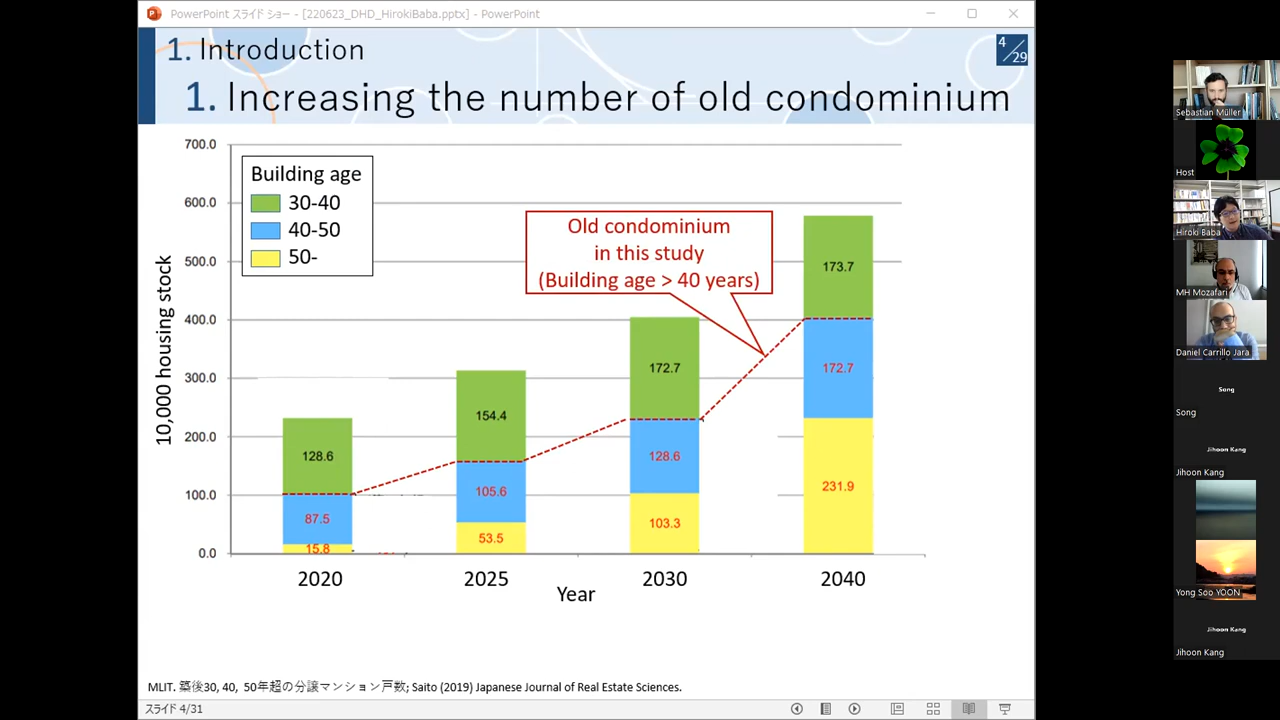 PowerPoint スライド ショー - [220623_DHD_HirokiBaba.pptx] - PowerPoint
1. Introduction
4/29
1. Increasing the number of old condominium
700.0
600.0
500.0
400.0
300.0
200.0
100.0
0.0
10,000 housing stock
Building age
30-40
40-50
50-
Old condominium
in this study
(Building age > 40 years)
128.6
87.5
15.8
154.4
105.6
53.5
172.7
128.6
103.3
173.7
172.7
231.9
2020
2025
2030
2040
Year
MLIT. 築後30, 40, 50年超の分譲マンション戸数; Saito (2019) Japanese Journal of Real Estate Sciences.
スライド 4/31
Sebastian Müller
Host
Hiroki Baba
MH Mozafari
Daniel Carrillo Jara
Song
Song
Jihoon Kang
Jihoon Kang
Yong Soo YOON
Jihoon Kang
Jihoon Kang